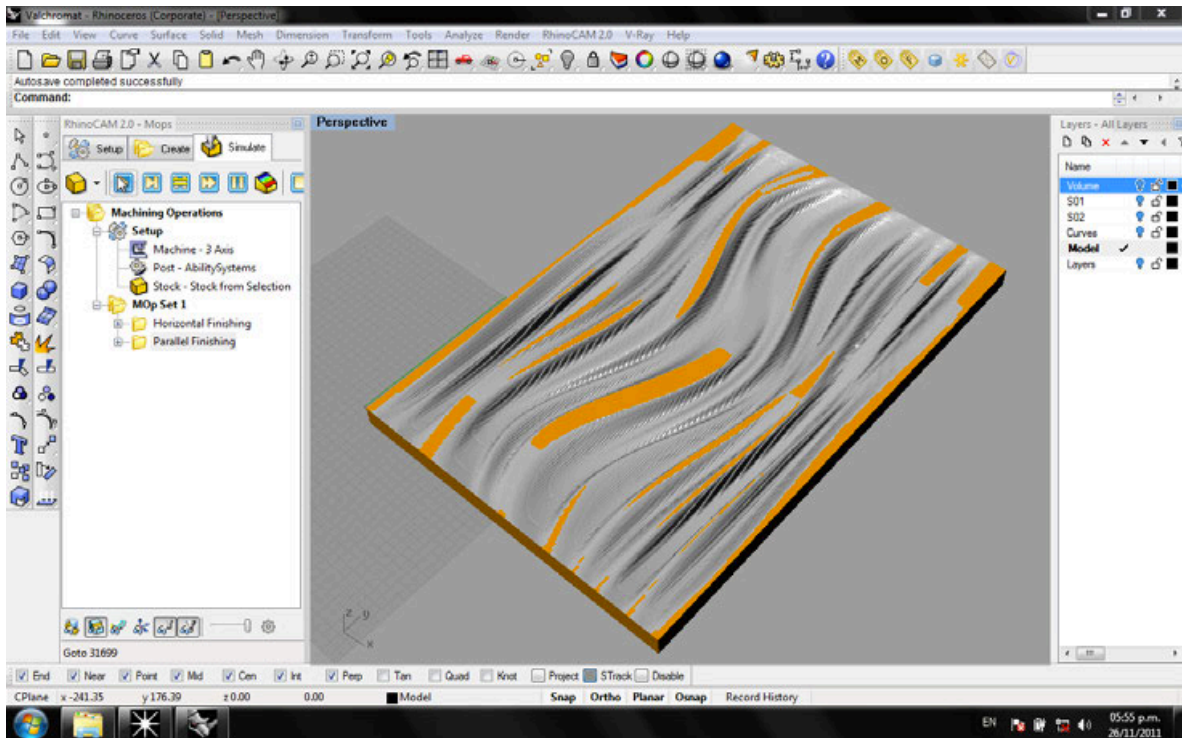 Valchromat - Rhinoceros (Corporate) - [Perspective]
File Edit View Curve Surface Solid Mesh Dimension Transform Tools Analyze Render RhinoCAM 2.0 V-Ray Help
Autosave completed successfully
Command:
RhinoCAM 2.0 - Mops
Setup Create Simulate
Machining Operations
Setup
Machine - 3 Axis
Post - AbilitySystems
Stock - Stock from Selection
MOp Set 1
Horizontal Finishing
Parallel Finishing
Goto 31699
Perspective
z y
x
Layers - All Layers
Name
Volume
S01
S02
Curves
Model
Layers
End Near Point Mid Cen Int Perp Tan Quad Knot Project STrack Disable
CPlane x -241.35 y 176.39 z 0.00 0.00 Model Snap Ortho Planar Osnap Record History
EN 05:55 p.m.
26/11/2011